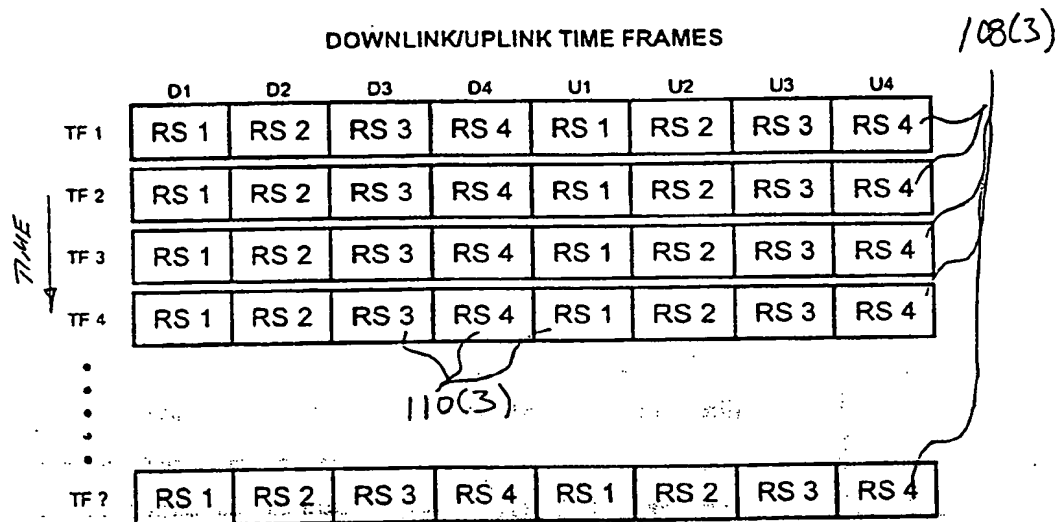 108(3)
DOWNLINK/UPLINK TIME FRAMES
D1 D2 D3 D4 U1 U2 U3 U4
TF 1 RS 1 RS 2 RS 3 RS 4 RS 1 RS 2 RS 3 RS 4
TF 2 RS 1 RS 2 RS 3 RS 4 RS 1 RS 2 RS 3 RS 4
TIME
TF 3 RS 1 RS 2 RS 3 RS 4 RS 1 RS 2 RS 3 RS 4
TF 4 RS 1 RS 2 RS 3 RS 4 RS 1 RS 2 RS 3 RS 4
110(3)
TF ? RS 1 RS 2 RS 3 RS 4 RS 1 RS 2 RS 3 RS 4